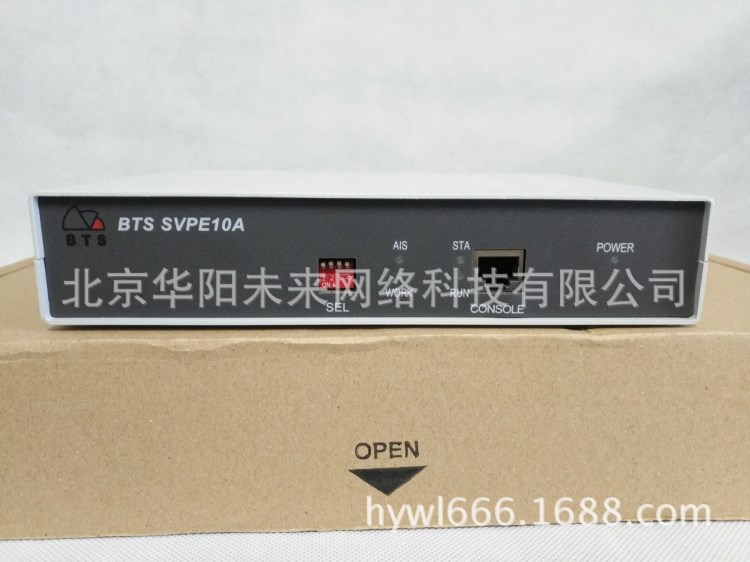 BTS SVPE10A
BTS
AIS STA POWER
北京华阳未来网络科技有限公司
WORK RUN
SEL CONSOLE
OPEN
hywl666.1688.com